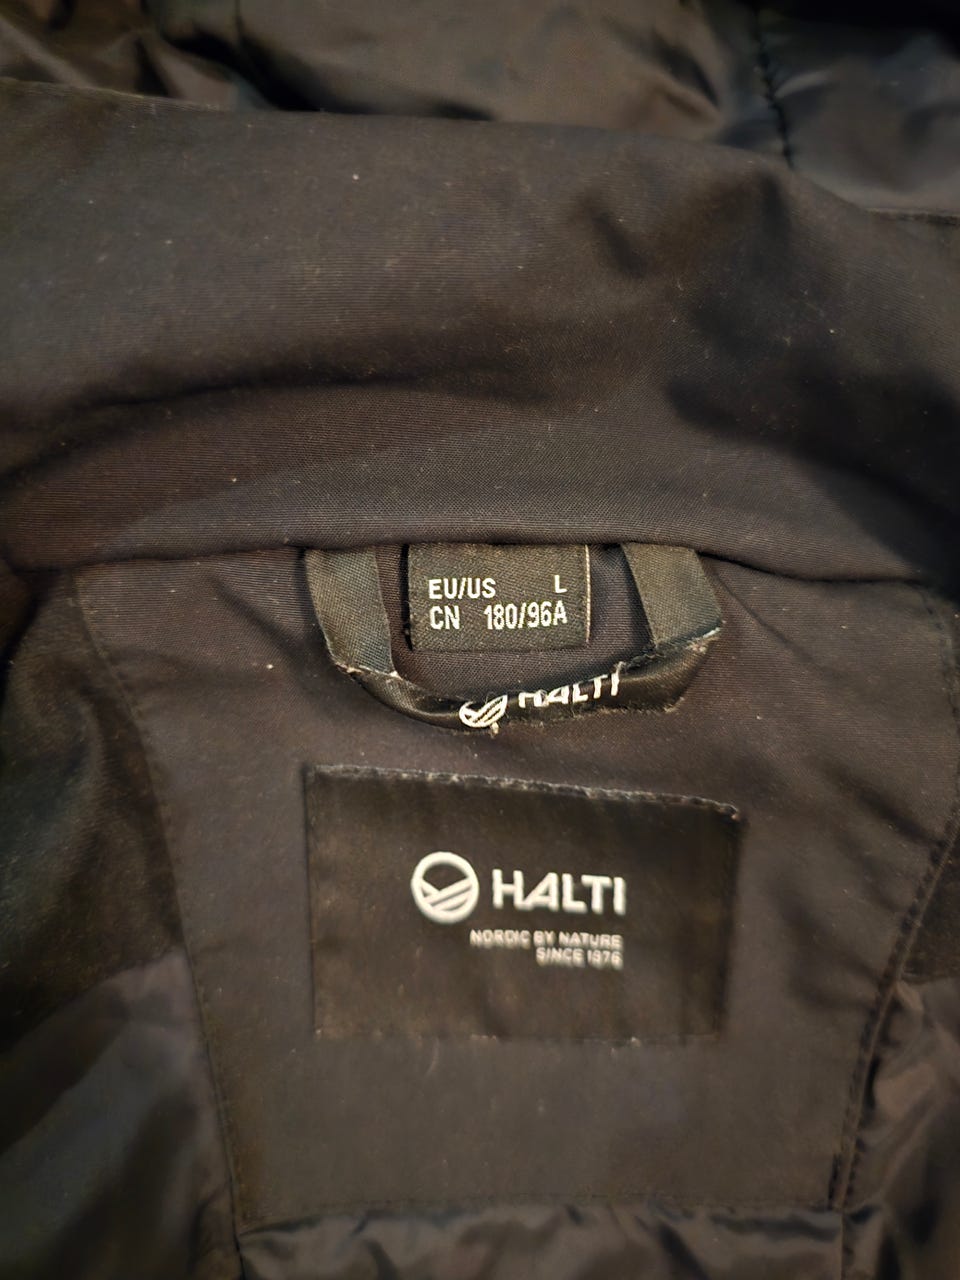 EU/US L
CN 180/96A
HALTI
HALTI
NORDIC BY NATURE
SINCE 1976